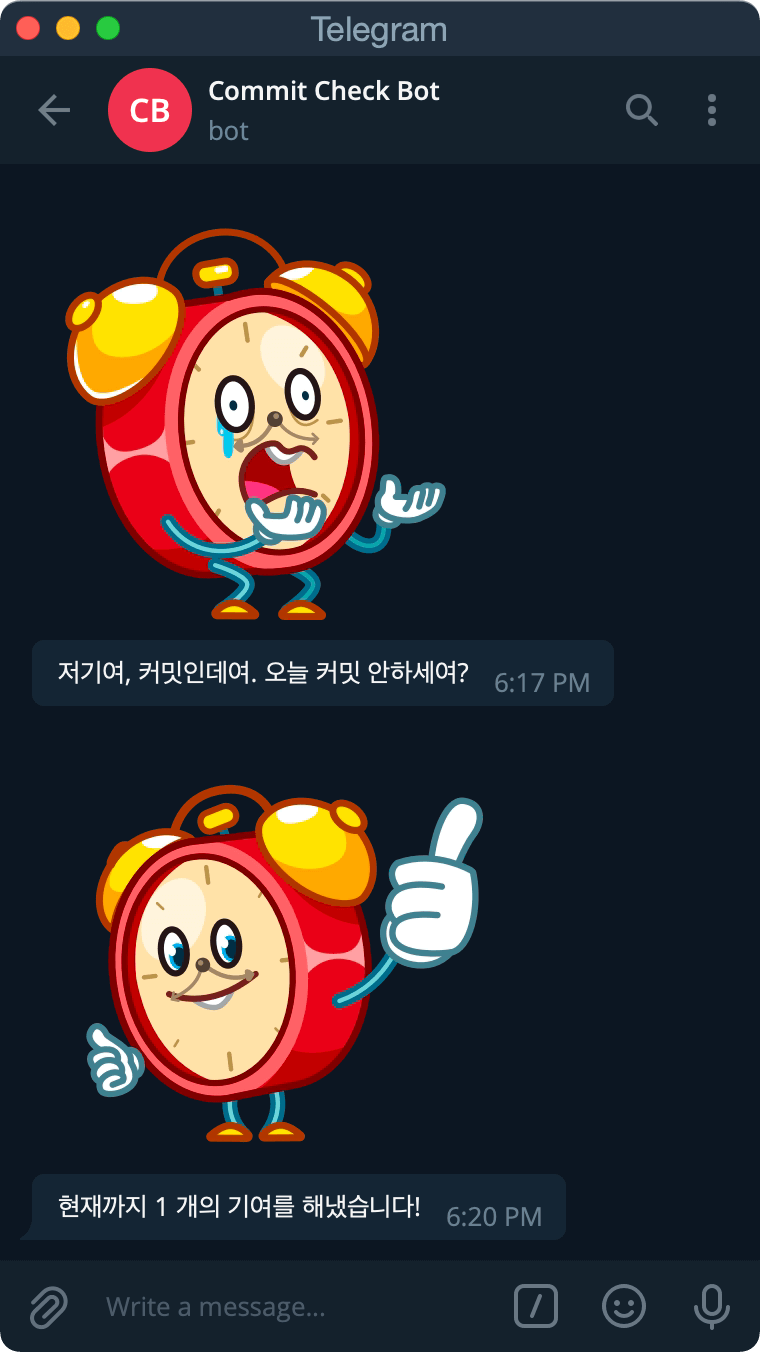 Telegram
CB
Commit Check Bot
bot
저기여, 커밋인데여. 오늘 커밋 안하세여?
6:17 PM
현재까지 1 개의 기여를 해냈습니다!
6:20 PM
Write a message...